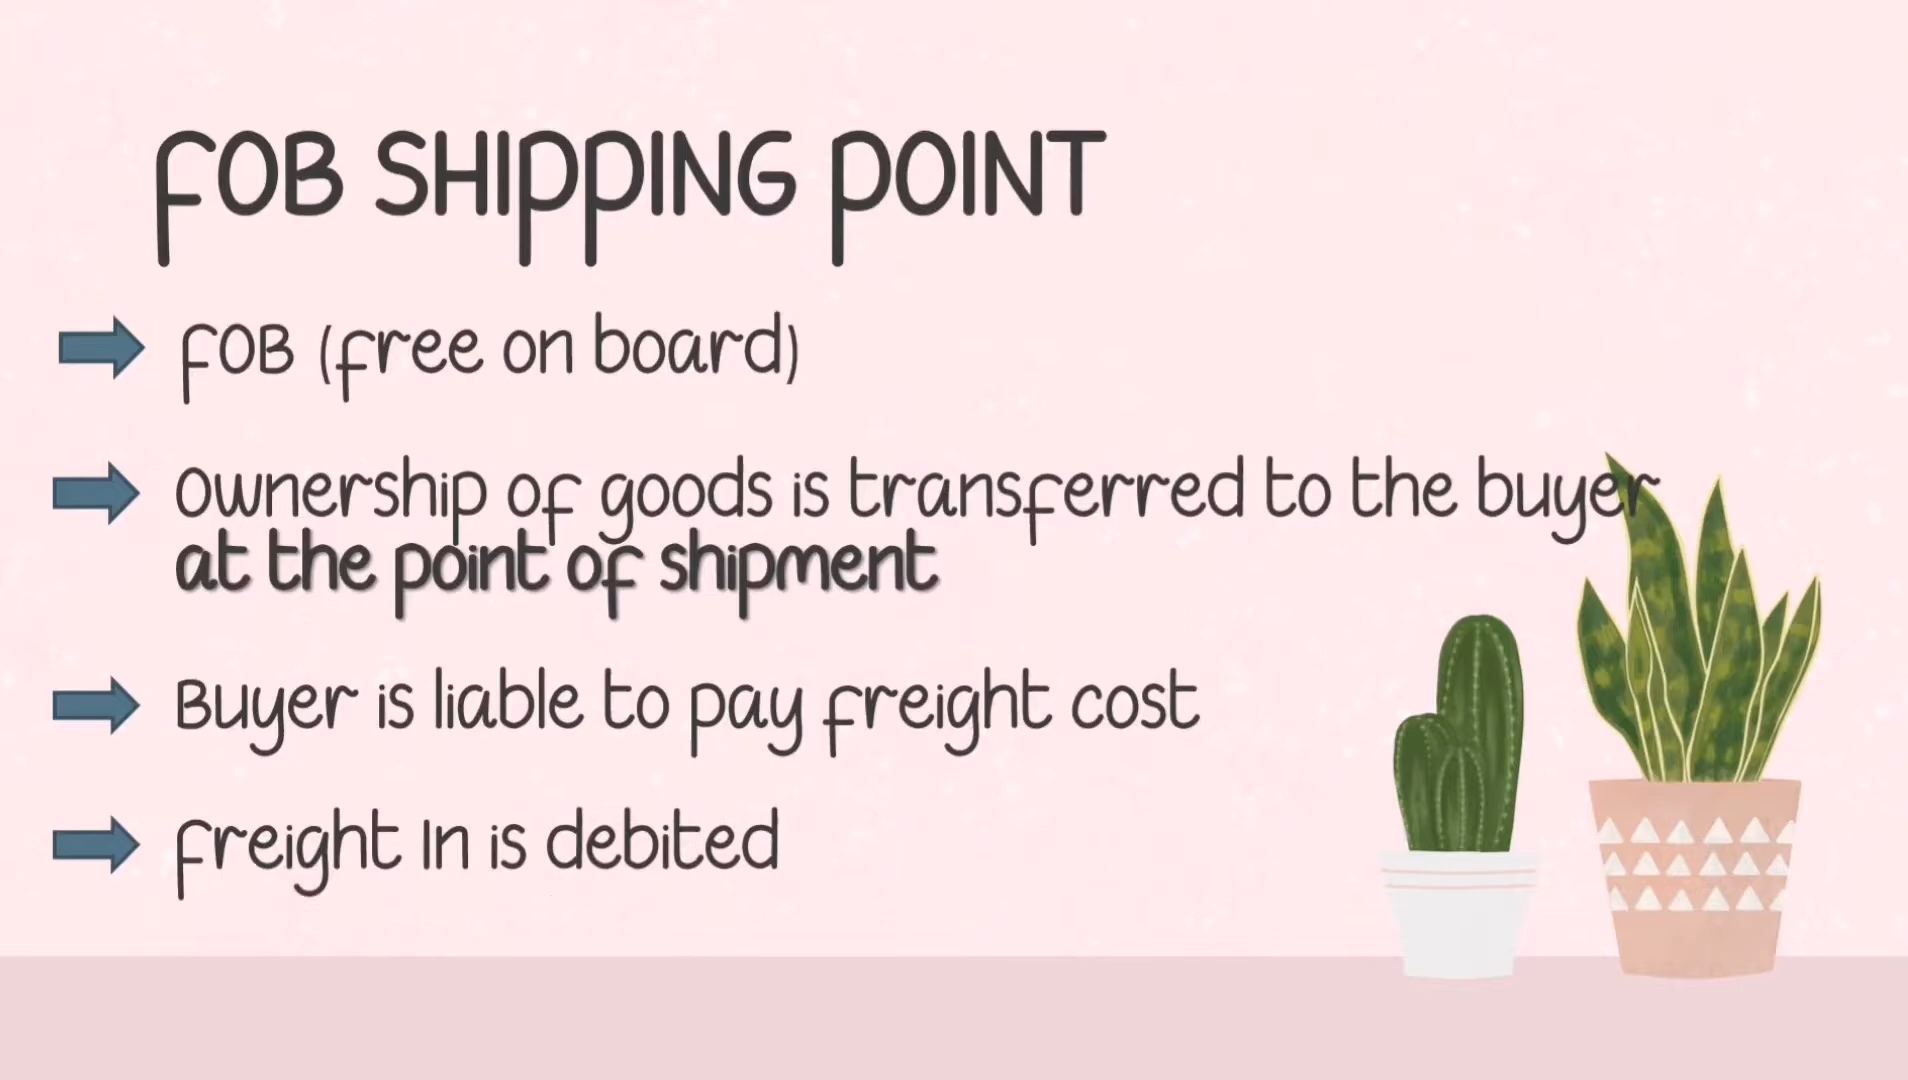 FOB SHIPPING POINT
FOB (free on board)
Ownership of goods is transferred to the buyer
at the point of shipment
Buyer is liable to pay freight cost
Freight In is debited